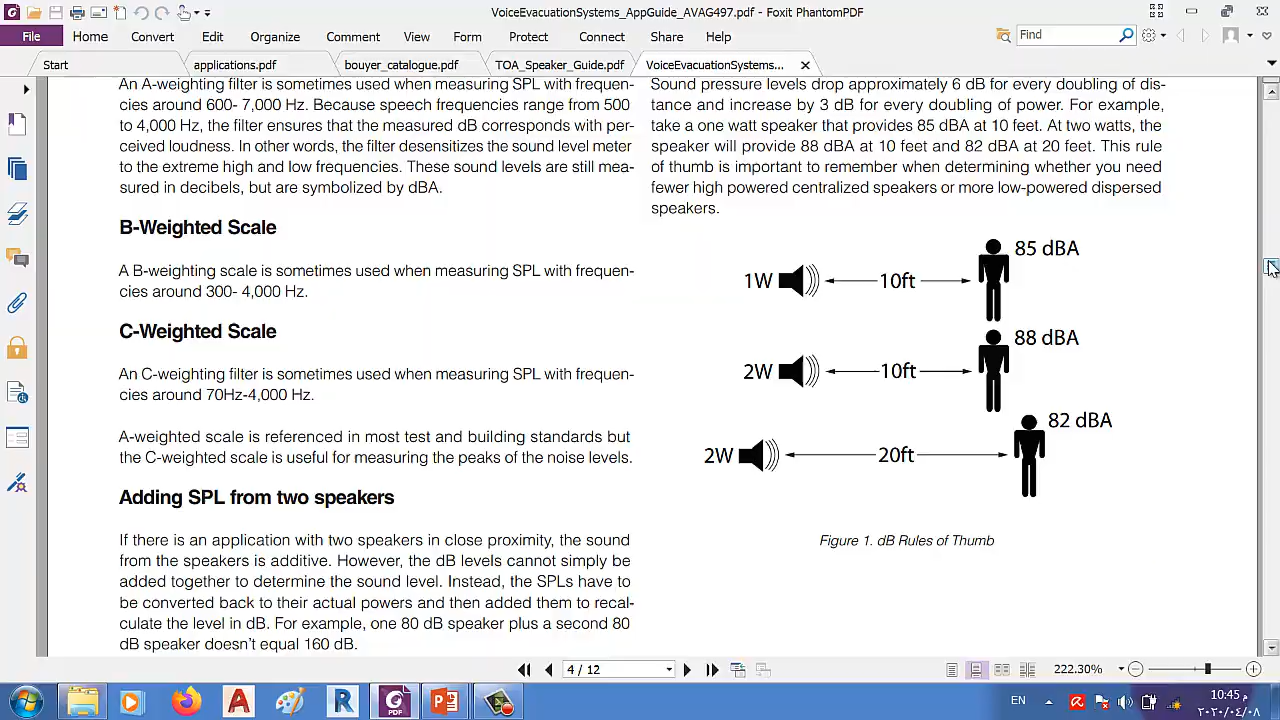 VoiceEvacuationSystems_AppGuide_AVAG497.pdf - Foxit PhantomPDF
File Home Convert Edit Organize Comment View Form Protect Connect Share Help Find
Start applications.pdf bouyer_catalogue.pdf TOA_Speaker_Guide.pdf VoiceEvacuationSystems...
An A-weighting filter is sometimes used when measuring SPL with frequen-
cies around 600- 7,000 Hz. Because speech frequencies range from 500
to 4,000 Hz, the filter ensures that the measured dB corresponds with per-
ceived loudness. In other words, the filter desensitizes the sound level meter
to the extreme high and low frequencies. These sound levels are still mea-
sured in decibels, but are symbolized by dBA.
B-Weighted Scale
A B-weighting scale is sometimes used when measuring SPL with frequen-
cies around 300- 4,000 Hz.
C-Weighted Scale
An C-weighting filter is sometimes used when measuring SPL with frequen-
cies around 70Hz-4,000 Hz.
A-weighted scale is referenced in most test and building standards but
the C-weighted scale is useful for measuring the peaks of the noise levels.
Adding SPL from two speakers
If there is an application with two speakers in close proximity, the sound
from the speakers is additive. However, the dB levels cannot simply be
added together to determine the sound level. Instead, the SPLs have to
be converted back to their actual powers and then added them to recal-
culate the level in dB. For example, one 80 dB speaker plus a second 80
dB speaker doesn't equal 160 dB.
Sound pressure levels drop approximately 6 dB for every doubling of dis-
tance and increase by 3 dB for every doubling of power. For example,
take a one watt speaker that provides 85 dBA at 10 feet. At two watts, the
speaker will provide 88 dBA at 10 feet and 82 dBA at 20 feet. This rule
of thumb is important to remember when determining whether you need
fewer high powered centralized speakers or more low-powered dispersed
speakers.
85 dBA
1W 10ft
88 dBA
2W 10ft
82 dBA
2W 20ft
Figure 1. dB Rules of Thumb
4 / 12 222.30%
EN
10:45 م
٢٠٢٠/٠٤/٠٨